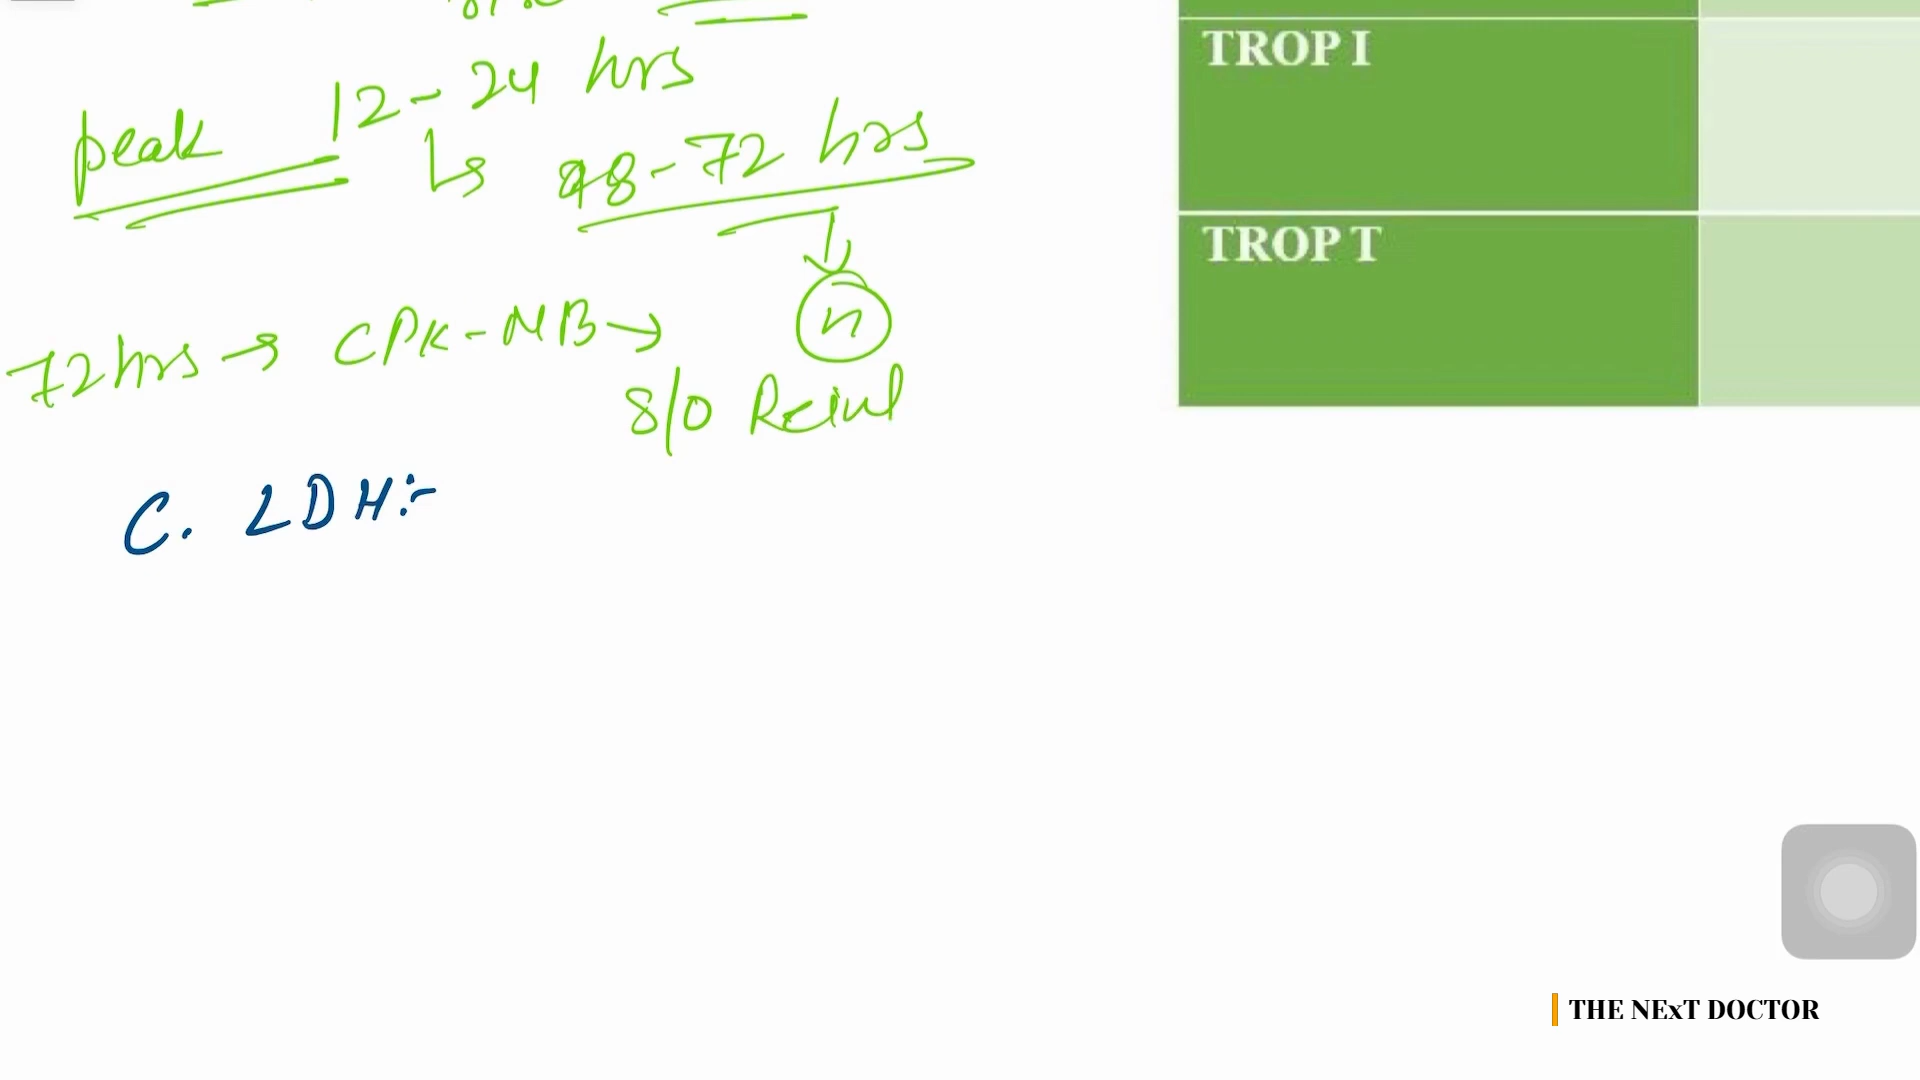 peak 12-24 hrs
↳ 48-72 hrs
n
72hrs → CPK-MB →
S/O Reinf
C. LDH:-
TROP I
TROP T
THE NExT DOCTOR